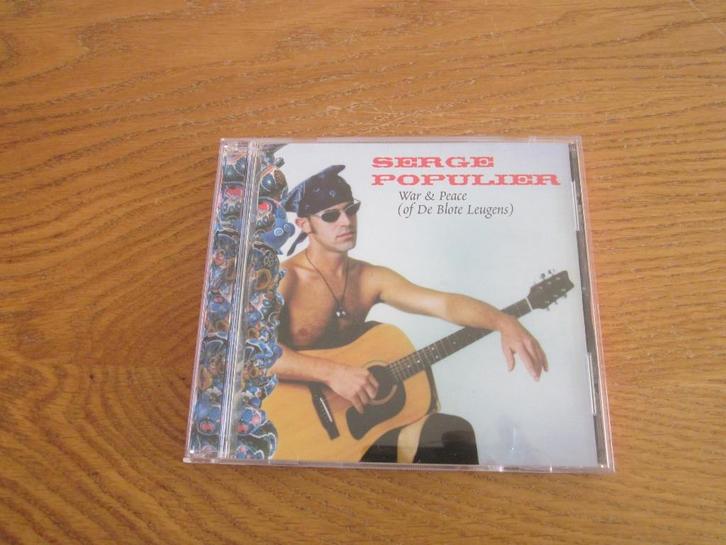 SERGE
POPULIER
War & Peace
(of De Blote Leugens)